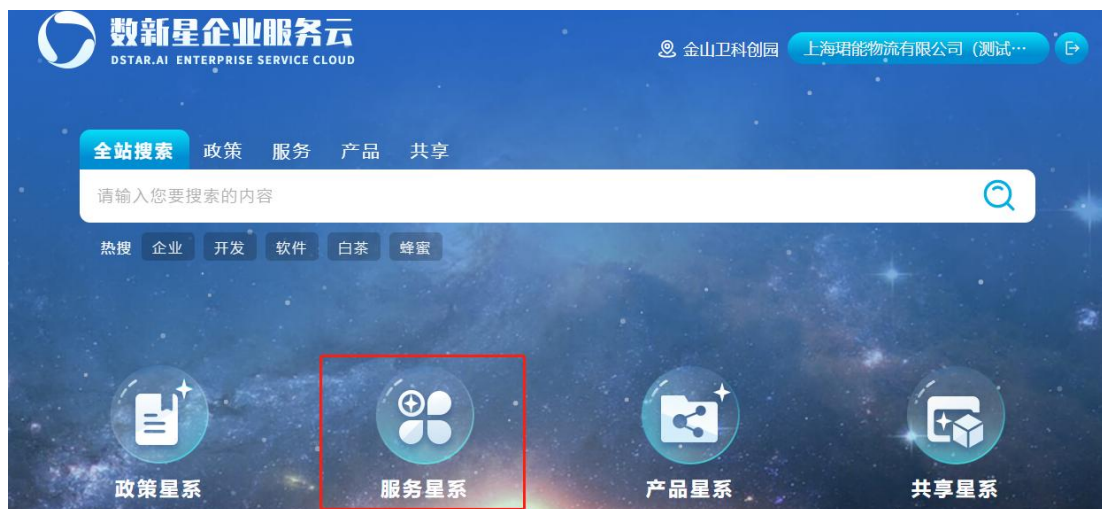 数新星企业服务云
DSTAR.AI ENTERPRISE SERVICE CLOUD
金山卫科创园 上海珺能物流有限公司（测试…
全站搜索 政策 服务 产品 共享
请输入您要搜索的内容
热搜 企业 开发 软件 白茶 蜂蜜
政策星系 服务星系 产品星系 共享星系